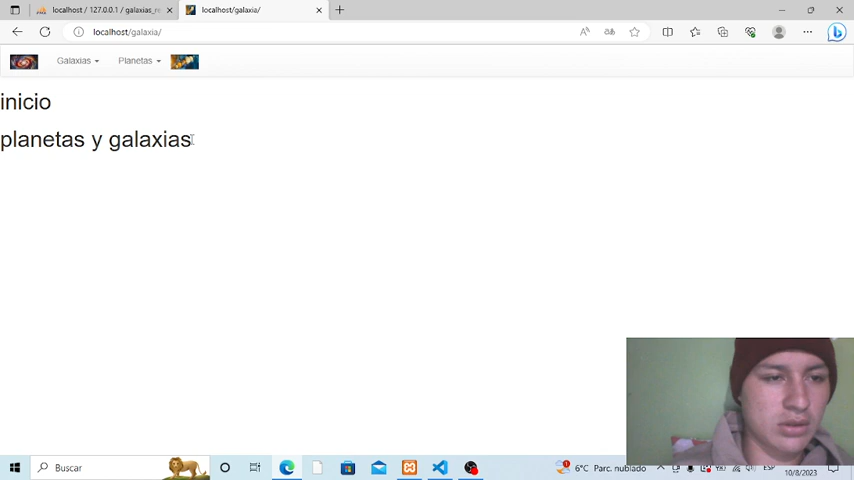 localhost / 127.0.0.1 / galaxias_re
localhost/galaxia/
localhost/galaxia/
Galaxias
Planetas
inicio
planetas y galaxias
Buscar
6°C Parc. nublado
ESP
10/8/2023